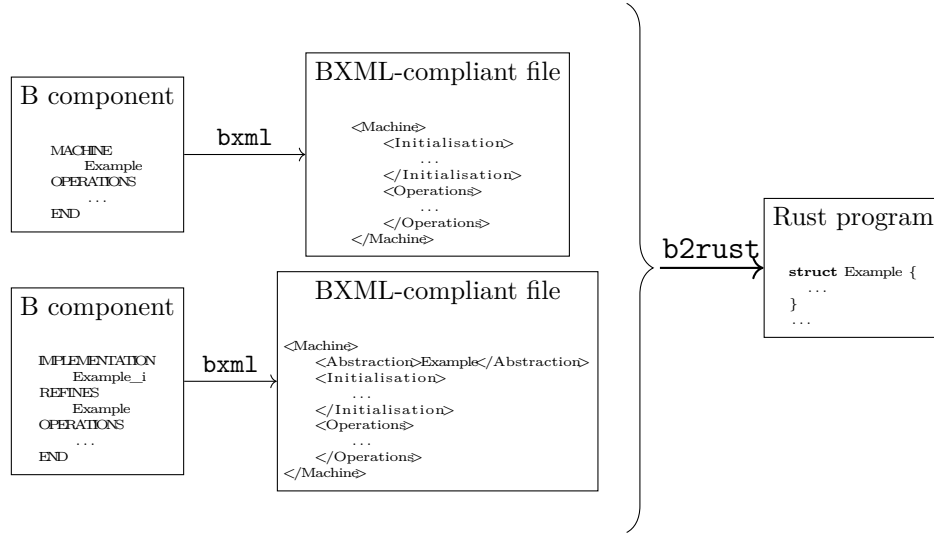 B component
MACHINE
Example
OPERATIONS
...
END
bxml
BXML-compliant file
<Machine>
<Initialisation>
...
</Initialisation>
<Operations>
...
</Operations>
</Machine>
B component
IMPLEMENTATION
Example_i
REFINES
Example
OPERATIONS
...
END
bxml
BXML-compliant file
<Machine>
<Abstraction>Example</Abstraction>
<Initialisation>
...
</Initialisation>
<Operations>
...
</Operations>
</Machine>
b2rust
Rust program
struct Example {
...
}
...